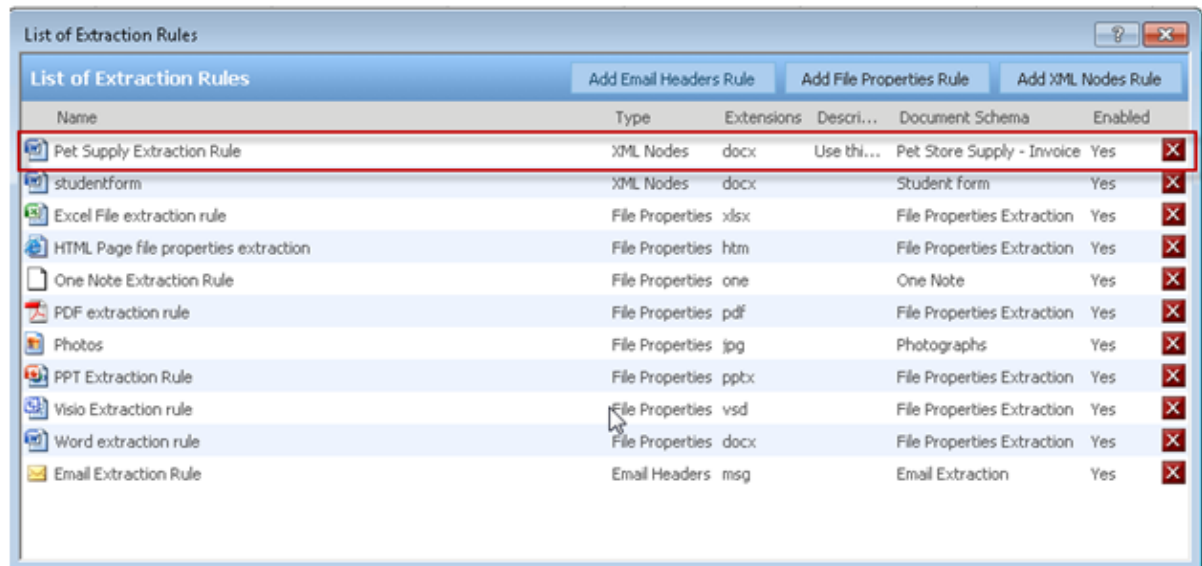 List of Extraction Rules
List of Extraction Rules Add Email Headers Rule Add File Properties Rule Add XML Nodes Rule
Name Type Extensions Descri... Document Schema Enabled
Pet Supply Extraction Rule XML Nodes docx Use thi... Pet Store Supply - Invoice Yes
studentform XML Nodes docx Student form Yes
Excel File extraction rule File Properties xlsx File Properties Extraction Yes
HTML Page file properties extraction File Properties htm File Properties Extraction Yes
One Note Extraction Rule File Properties one One Note Yes
PDF extraction rule File Properties pdf File Properties Extraction Yes
Photos File Properties jpg Photographs Yes
PPT Extraction Rule File Properties pptx File Properties Extraction Yes
Visio Extraction rule File Properties vsd File Properties Extraction Yes
Word extraction rule File Properties docx File Properties Extraction Yes
Email Extraction Rule Email Headers msg Email Extraction Yes